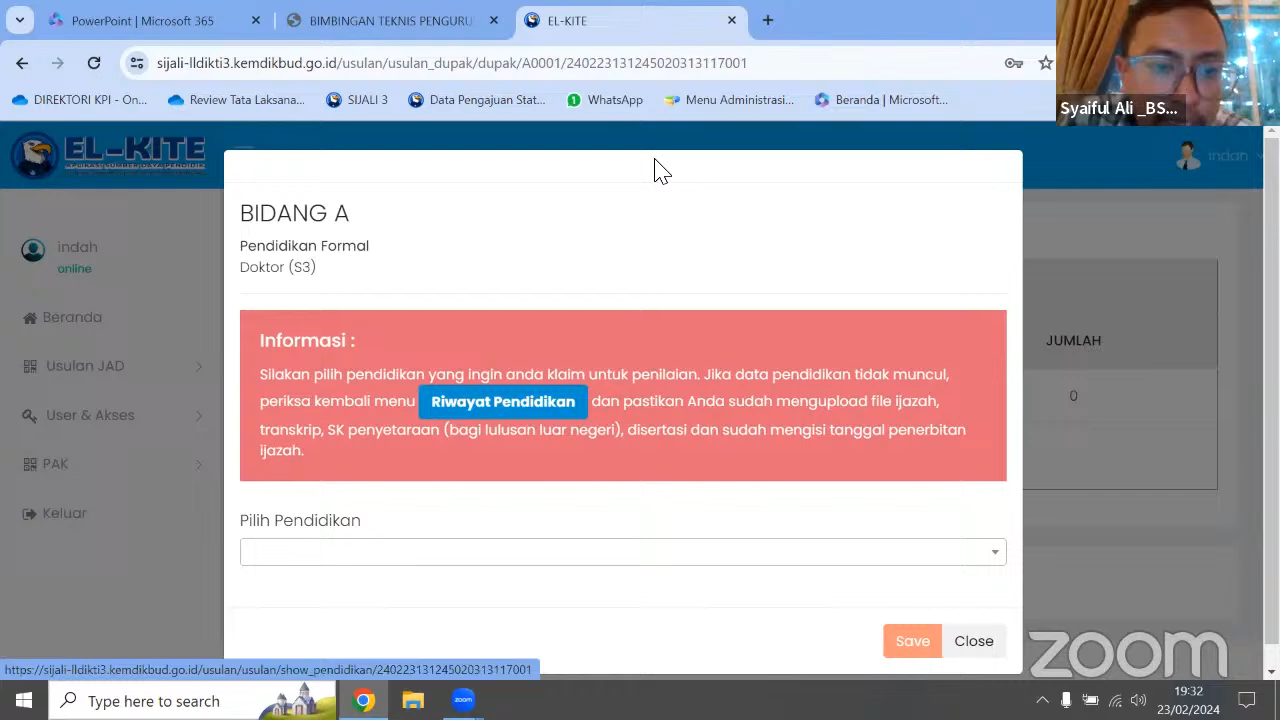 PowerPoint | Microsoft 365
BIMBINGAN TEKNIS PENGURU
EL-KITE
sijali-lldikti3.kemdikbud.go.id/usulan/usulan_dupak/dupak/A0001/240223131245020313117001
DIREKTORI KPI - On...
Review Tata Laksana...
SIJALI 3
Data Pengajuan Stat...
WhatsApp
Menu Administrasi...
Beranda | Microsoft...
Syaiful Ali _BS...
EL-KITE
indah
indah
online
Beranda
Usulan JAD
User & Akses
PAK
Keluar
BIDANG A
Pendidikan Formal
Doktor (S3)
Informasi :
Silakan pilih pendidikan yang ingin anda klaim untuk penilaian. Jika data pendidikan tidak muncul,
periksa kembali menu Riwayat Pendidikan dan pastikan Anda sudah mengupload file ijazah,
transkrip, SK penyetaraan (bagi lulusan luar negeri), disertasi dan sudah mengisi tanggal penerbitan
ijazah.
JUMLAH
0
Pilih Pendidikan
Save
Close
zoom
https://sijali-lldikti3.kemdikbud.go.id/usulan/usulan/show_pendidikan/240223131245020313117001
Type here to search
zoom
19:32
23/02/2024